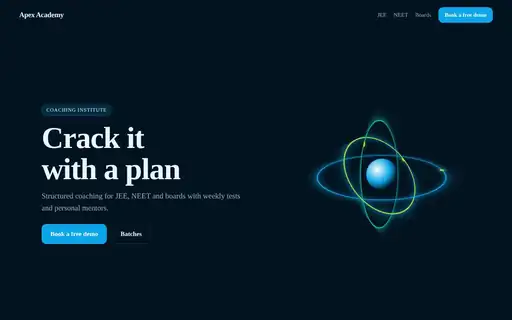 Apex Academy
JEE NEET Boards Book a free demo
COACHING INSTITUTE
Crack it
with a plan
Structured coaching for JEE, NEET and boards with weekly tests
and personal mentors.
Book a free demo Batches